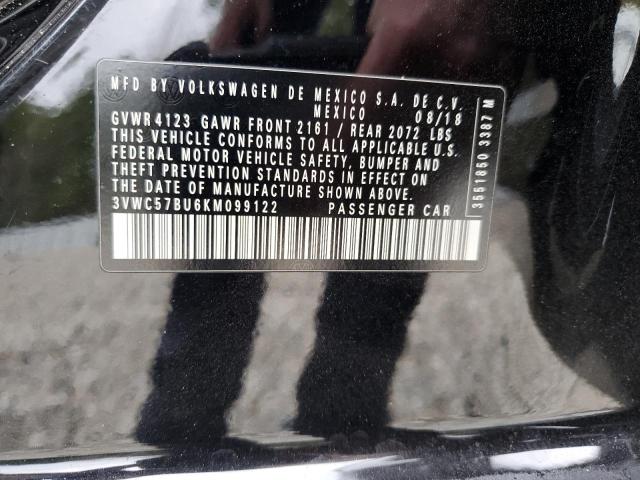 MFD BY VOLKSWAGEN DE MEXICO S.A. DE C.V.
MEXICO 08/18
GVWR 4123 GAWR FRONT 2161 / REAR 2072 LBS
THIS VEHICLE CONFORMS TO ALL APPLICABLE U.S.
FEDERAL MOTOR VEHICLE SAFETY, BUMPER AND
THEFT PREVENTION STANDARDS IN EFFECT ON
THE DATE OF MANUFACTURE SHOWN ABOVE.
3VWC57BU6KM099122 PASSENGER CAR
3551850 3387 M